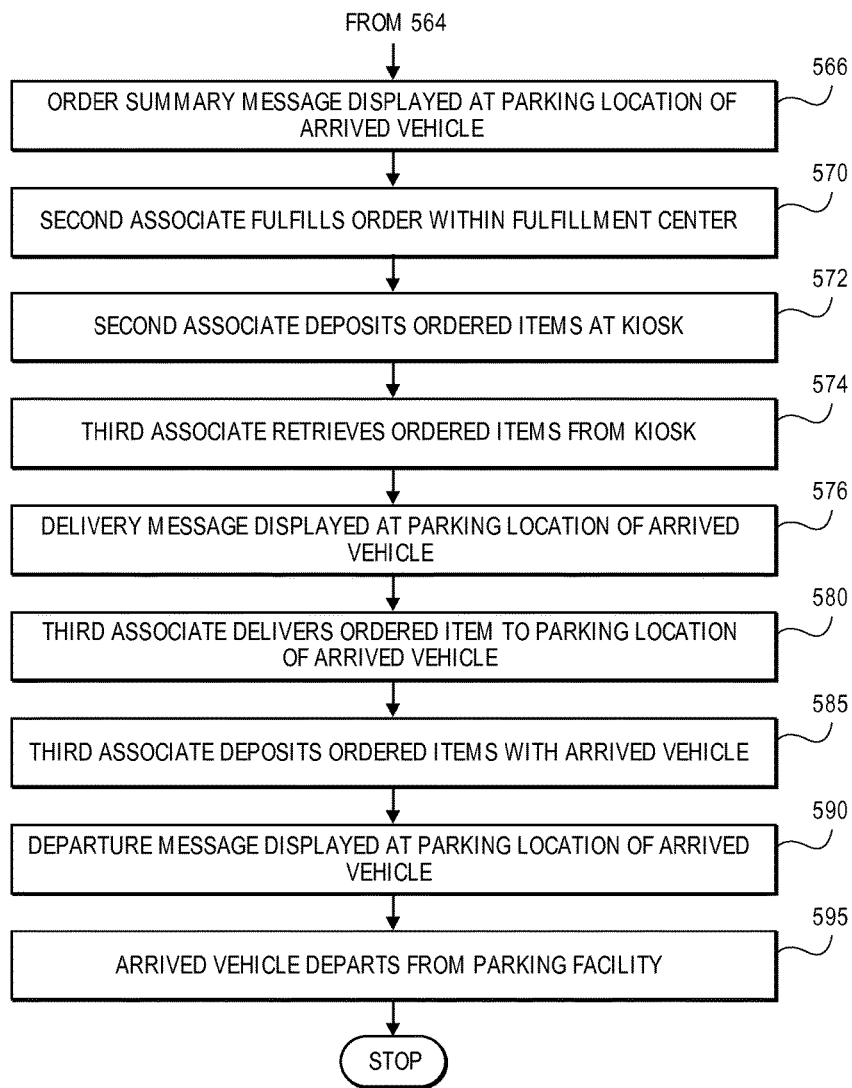 FROM 564
566
ORDER SUMMARY MESSAGE DISPLAYED AT PARKING LOCATION OF
ARRIVED VEHICLE
570
SECOND ASSOCIATE FULFILLS ORDER WITHIN FULFILLMENT CENTER
572
SECOND ASSOCIATE DEPOSITS ORDERED ITEMS AT KIOSK
574
THIRD ASSOCIATE RETRIEVES ORDERED ITEMS FROM KIOSK
576
DELIVERY MESSAGE DISPLAYED AT PARKING LOCATION OF ARRIVED
VEHICLE
580
THIRD ASSOCIATE DELIVERS ORDERED ITEM TO PARKING LOCATION
OF ARRIVED VEHICLE
585
THIRD ASSOCIATE DEPOSITS ORDERED ITEMS WITH ARRIVED VEHICLE
590
DEPARTURE MESSAGE DISPLAYED AT PARKING LOCATION OF ARRIVED
VEHICLE
595
ARRIVED VEHICLE DEPARTS FROM PARKING FACILITY
STOP